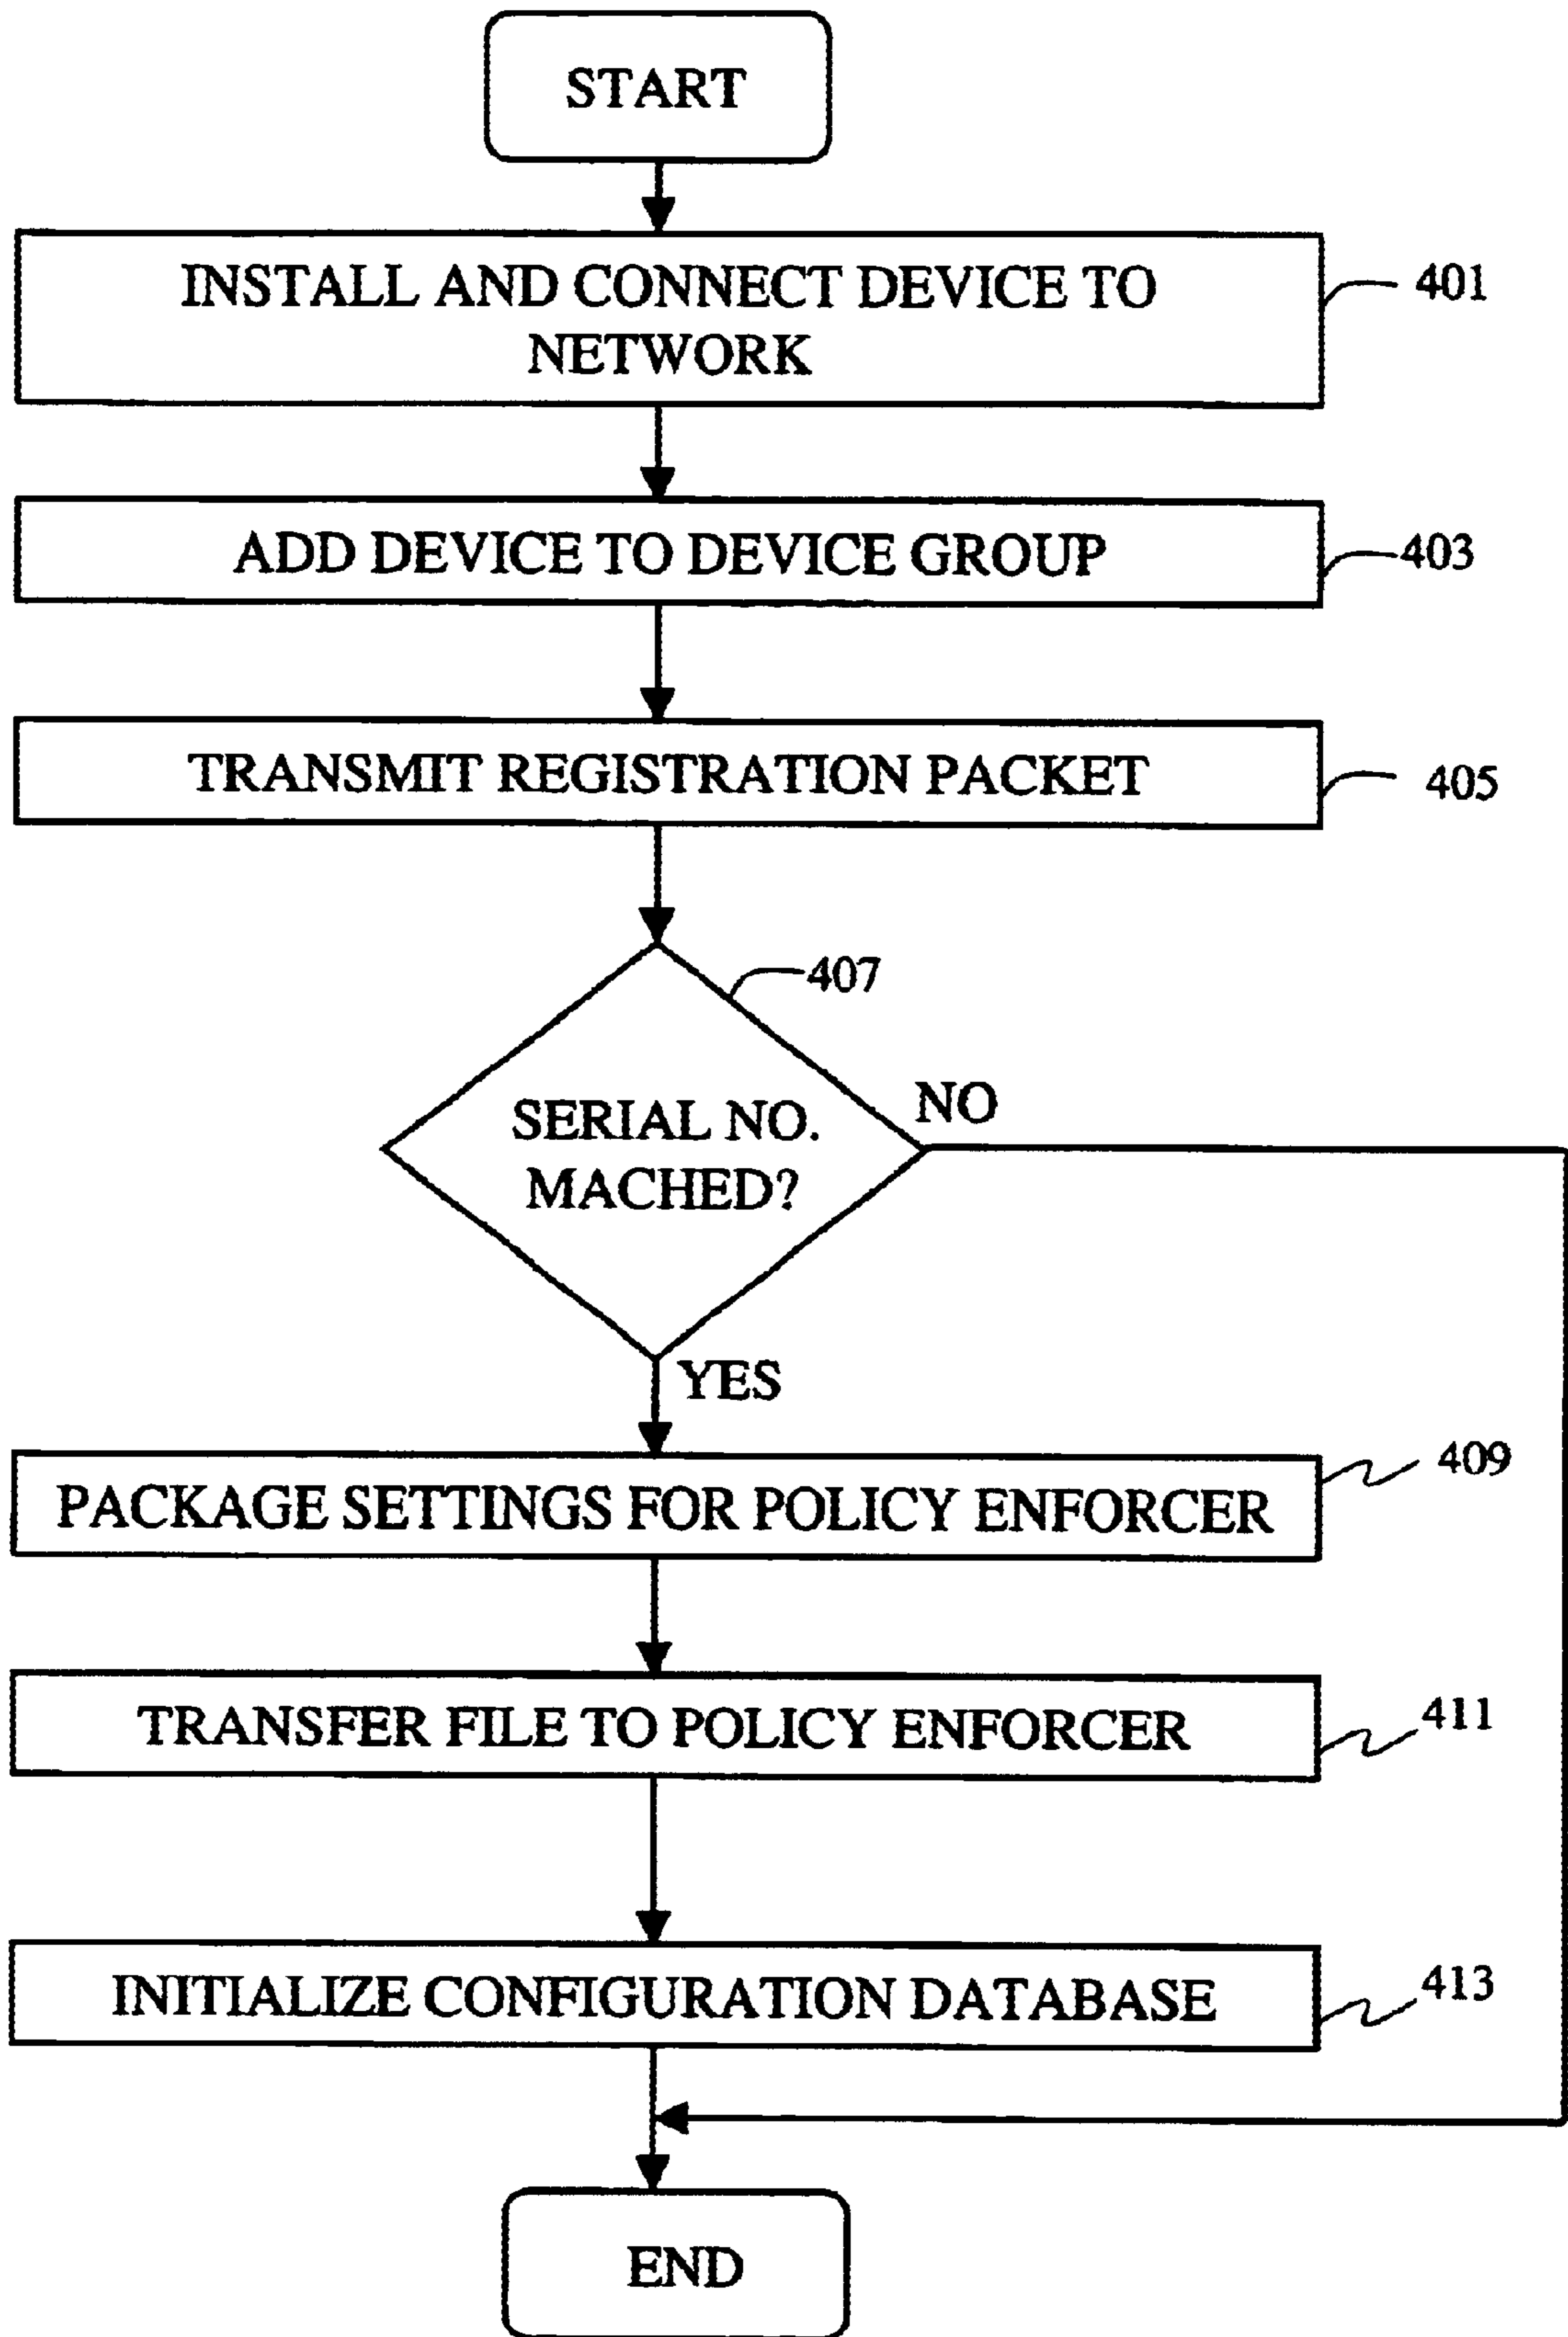 START
INSTALL AND CONNECT DEVICE TO
NETWORK
401
ADD DEVICE TO DEVICE GROUP
403
TRANSMIT REGISTRATION PACKET
405
407
SERIAL NO.
MACHED?
NO
YES
PACKAGE SETTINGS FOR POLICY ENFORCER
409
TRANSFER FILE TO POLICY ENFORCER
411
INITIALIZE CONFIGURATION DATABASE
413
END